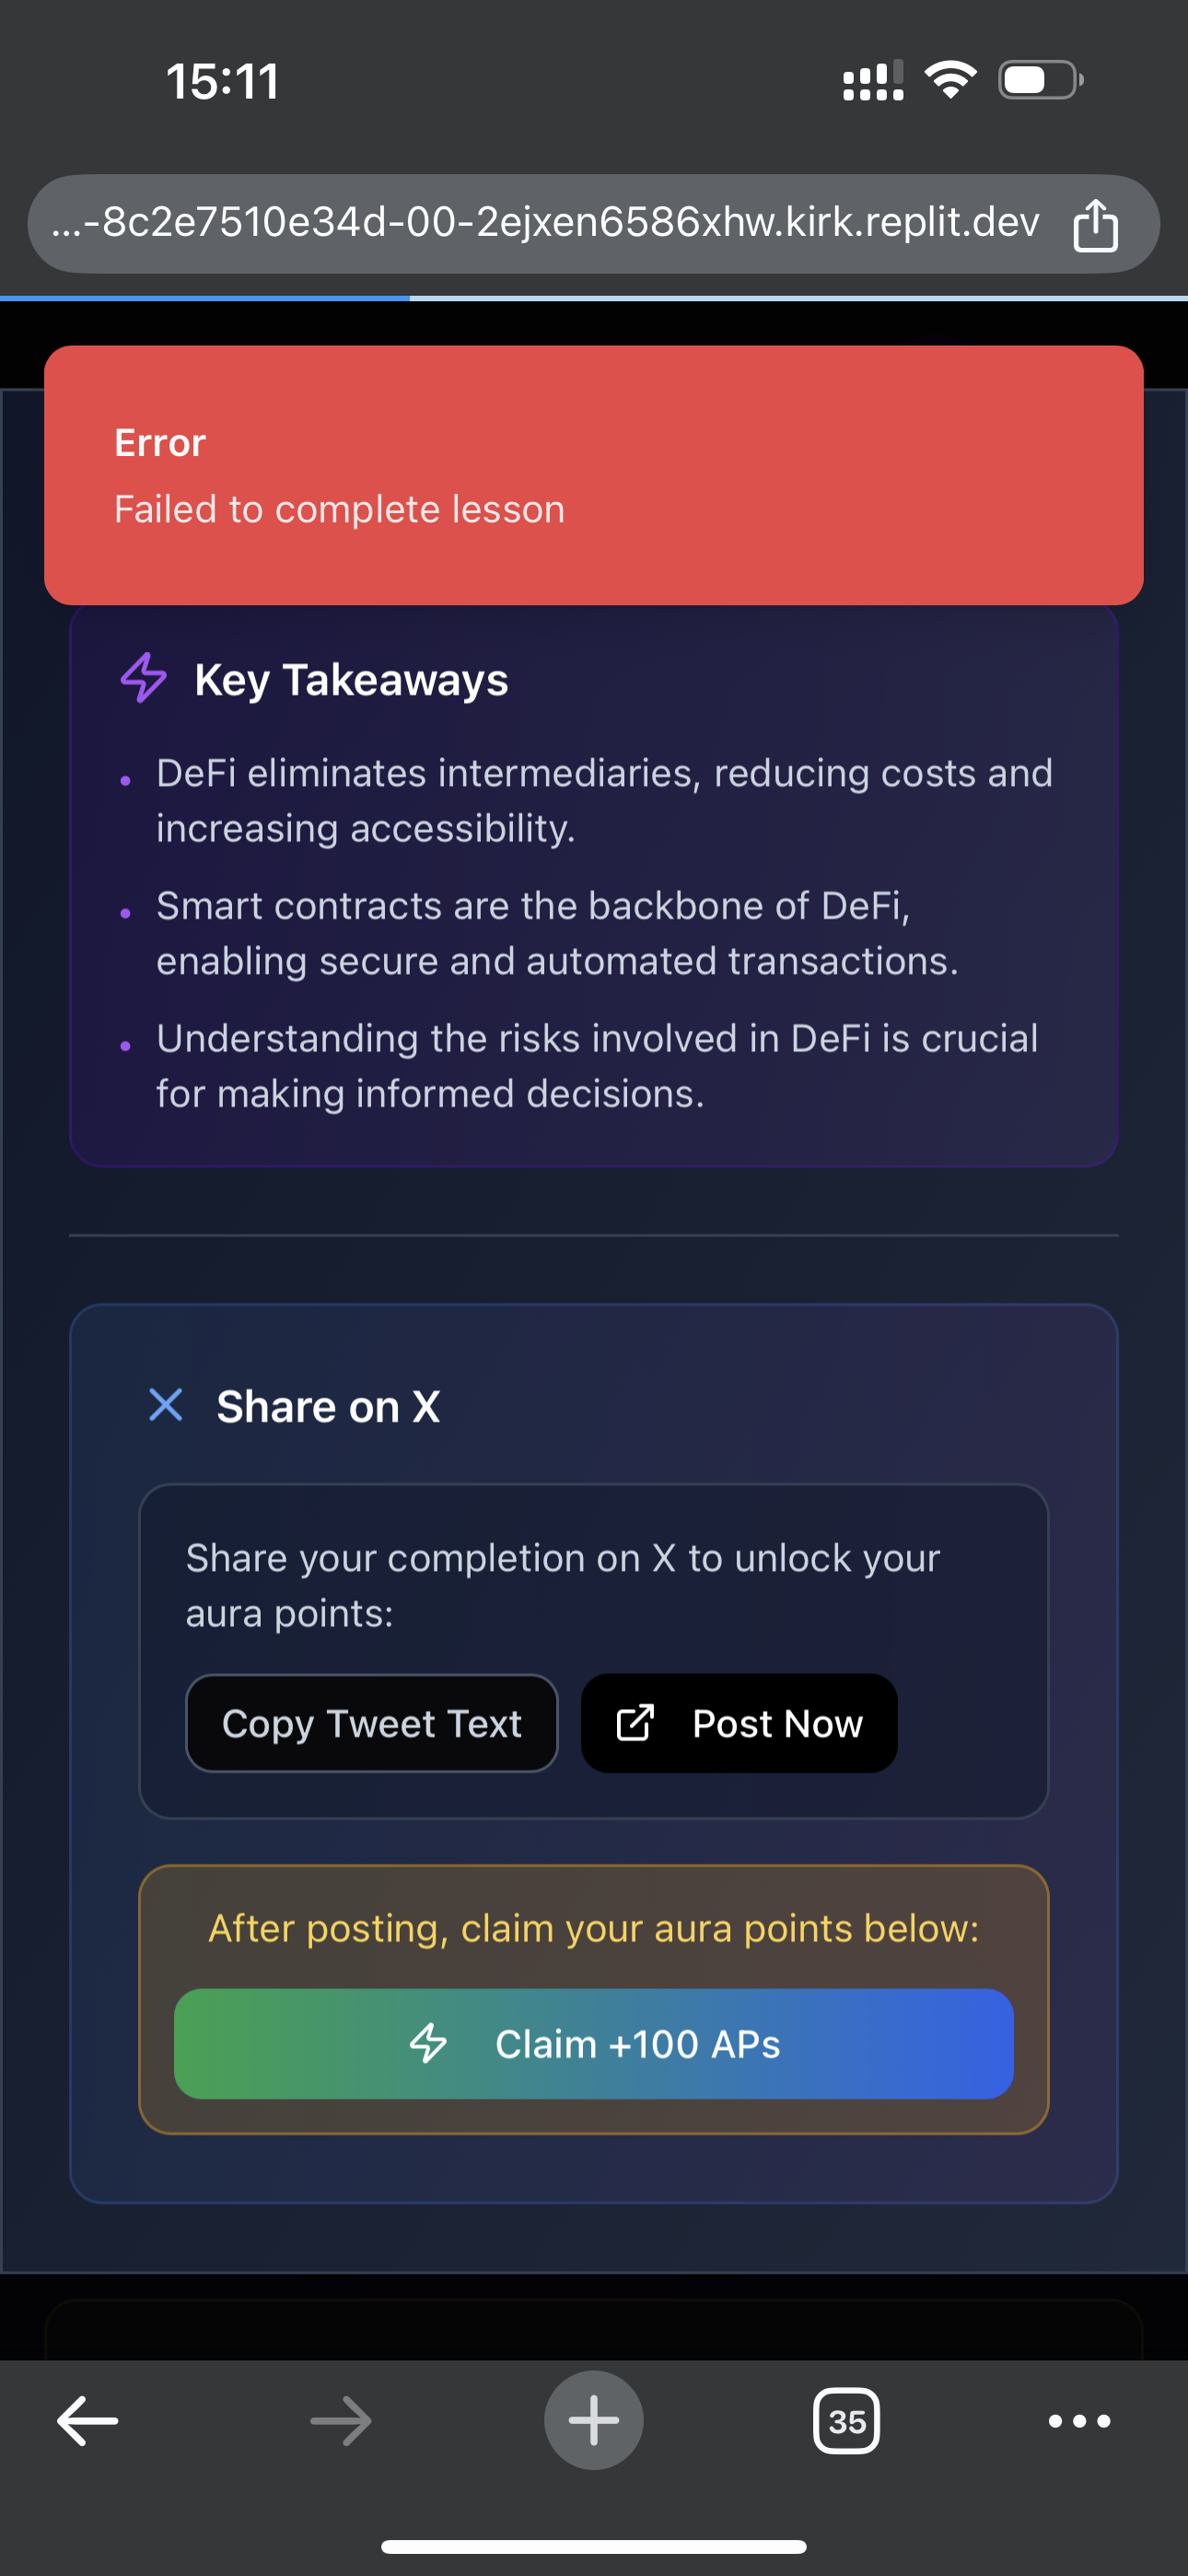 15:11
...-8c2e7510e34d-00-2ejxen6586xhw.kirk.replit.dev
Error
Failed to complete lesson
Key Takeaways
• DeFi eliminates intermediaries, reducing costs and
increasing accessibility.
• Smart contracts are the backbone of DeFi,
enabling secure and automated transactions.
• Understanding the risks involved in DeFi is crucial
for making informed decisions.
Share on X
Share your completion on X to unlock your
aura points:
Copy Tweet Text
Post Now
After posting, claim your aura points below:
Claim +100 APs
35